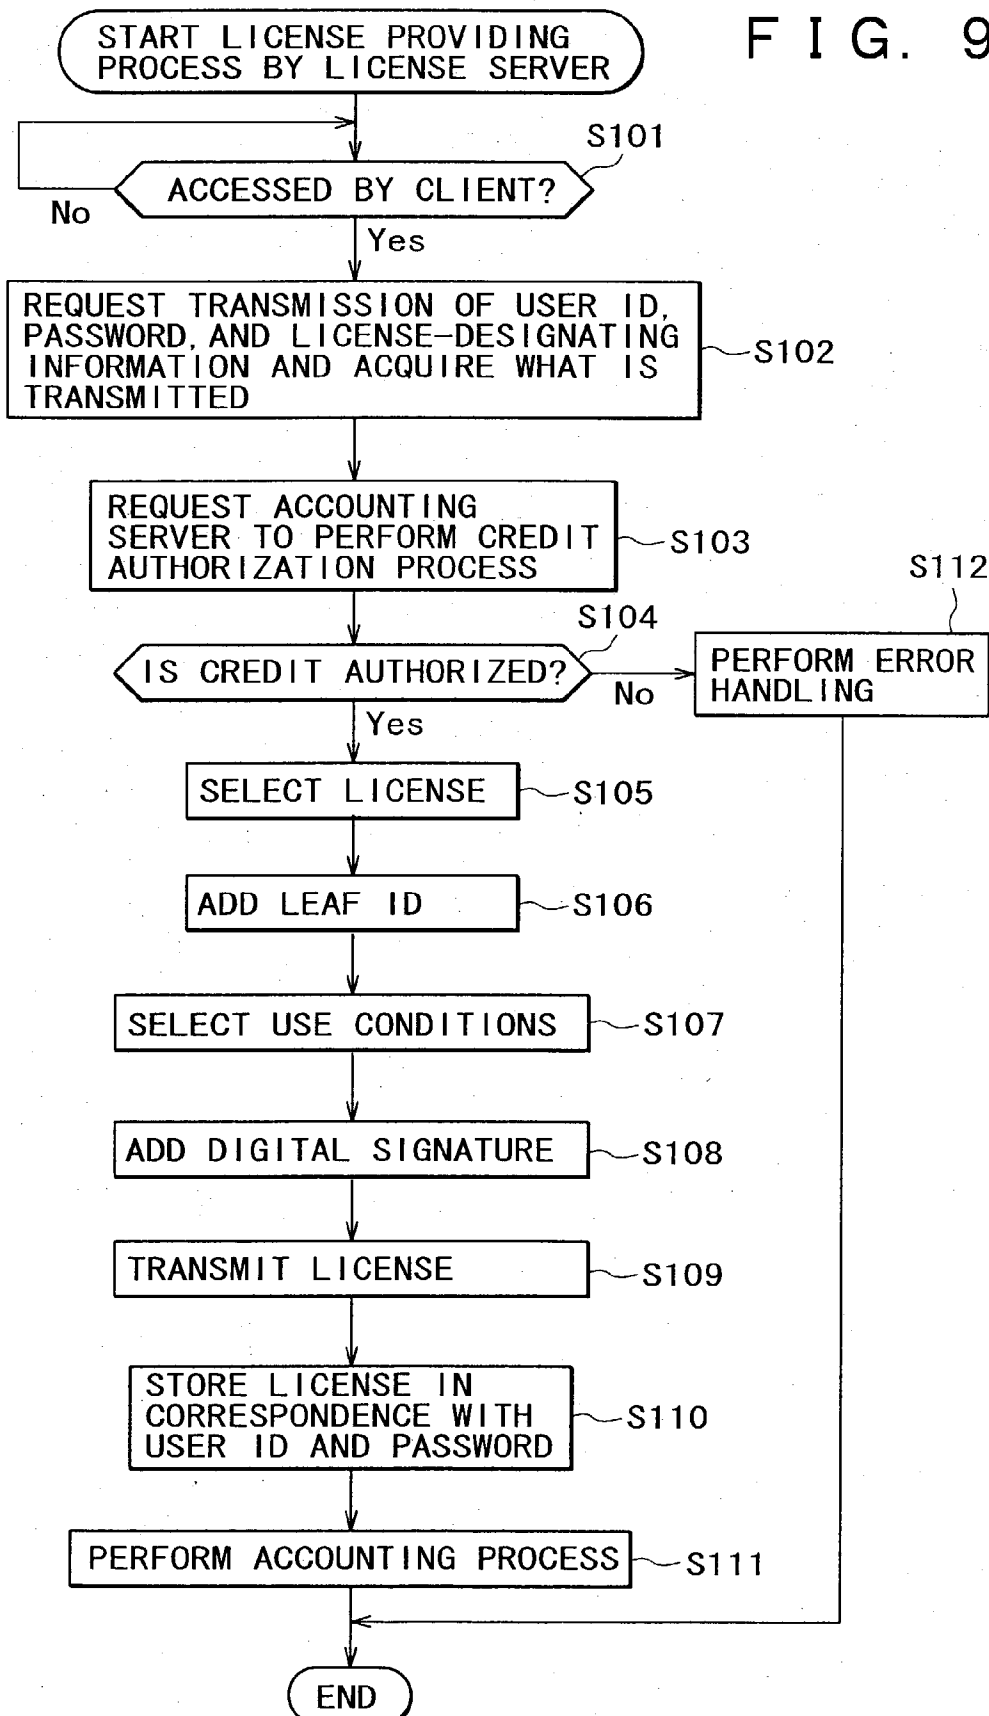 FIG. 9
START LICENSE PROVIDING
PROCESS BY LICENSE SERVER
S101
ACCESSED BY CLIENT?
No
Yes
REQUEST TRANSMISSION OF USER ID,
PASSWORD, AND LICENSE-DESIGNATING
INFORMATION AND ACQUIRE WHAT IS
TRANSMITTED
S102
REQUEST ACCOUNTING
SERVER TO PERFORM CREDIT
AUTHORIZATION PROCESS
S103
S104
IS CREDIT AUTHORIZED?
No
Yes
S112
PERFORM ERROR
HANDLING
SELECT LICENSE
S105
ADD LEAF ID
S106
SELECT USE CONDITIONS
S107
ADD DIGITAL SIGNATURE
S108
TRANSMIT LICENSE
S109
STORE LICENSE IN
CORRESPONDENCE WITH
USER ID AND PASSWORD
S110
PERFORM ACCOUNTING PROCESS
S111
END